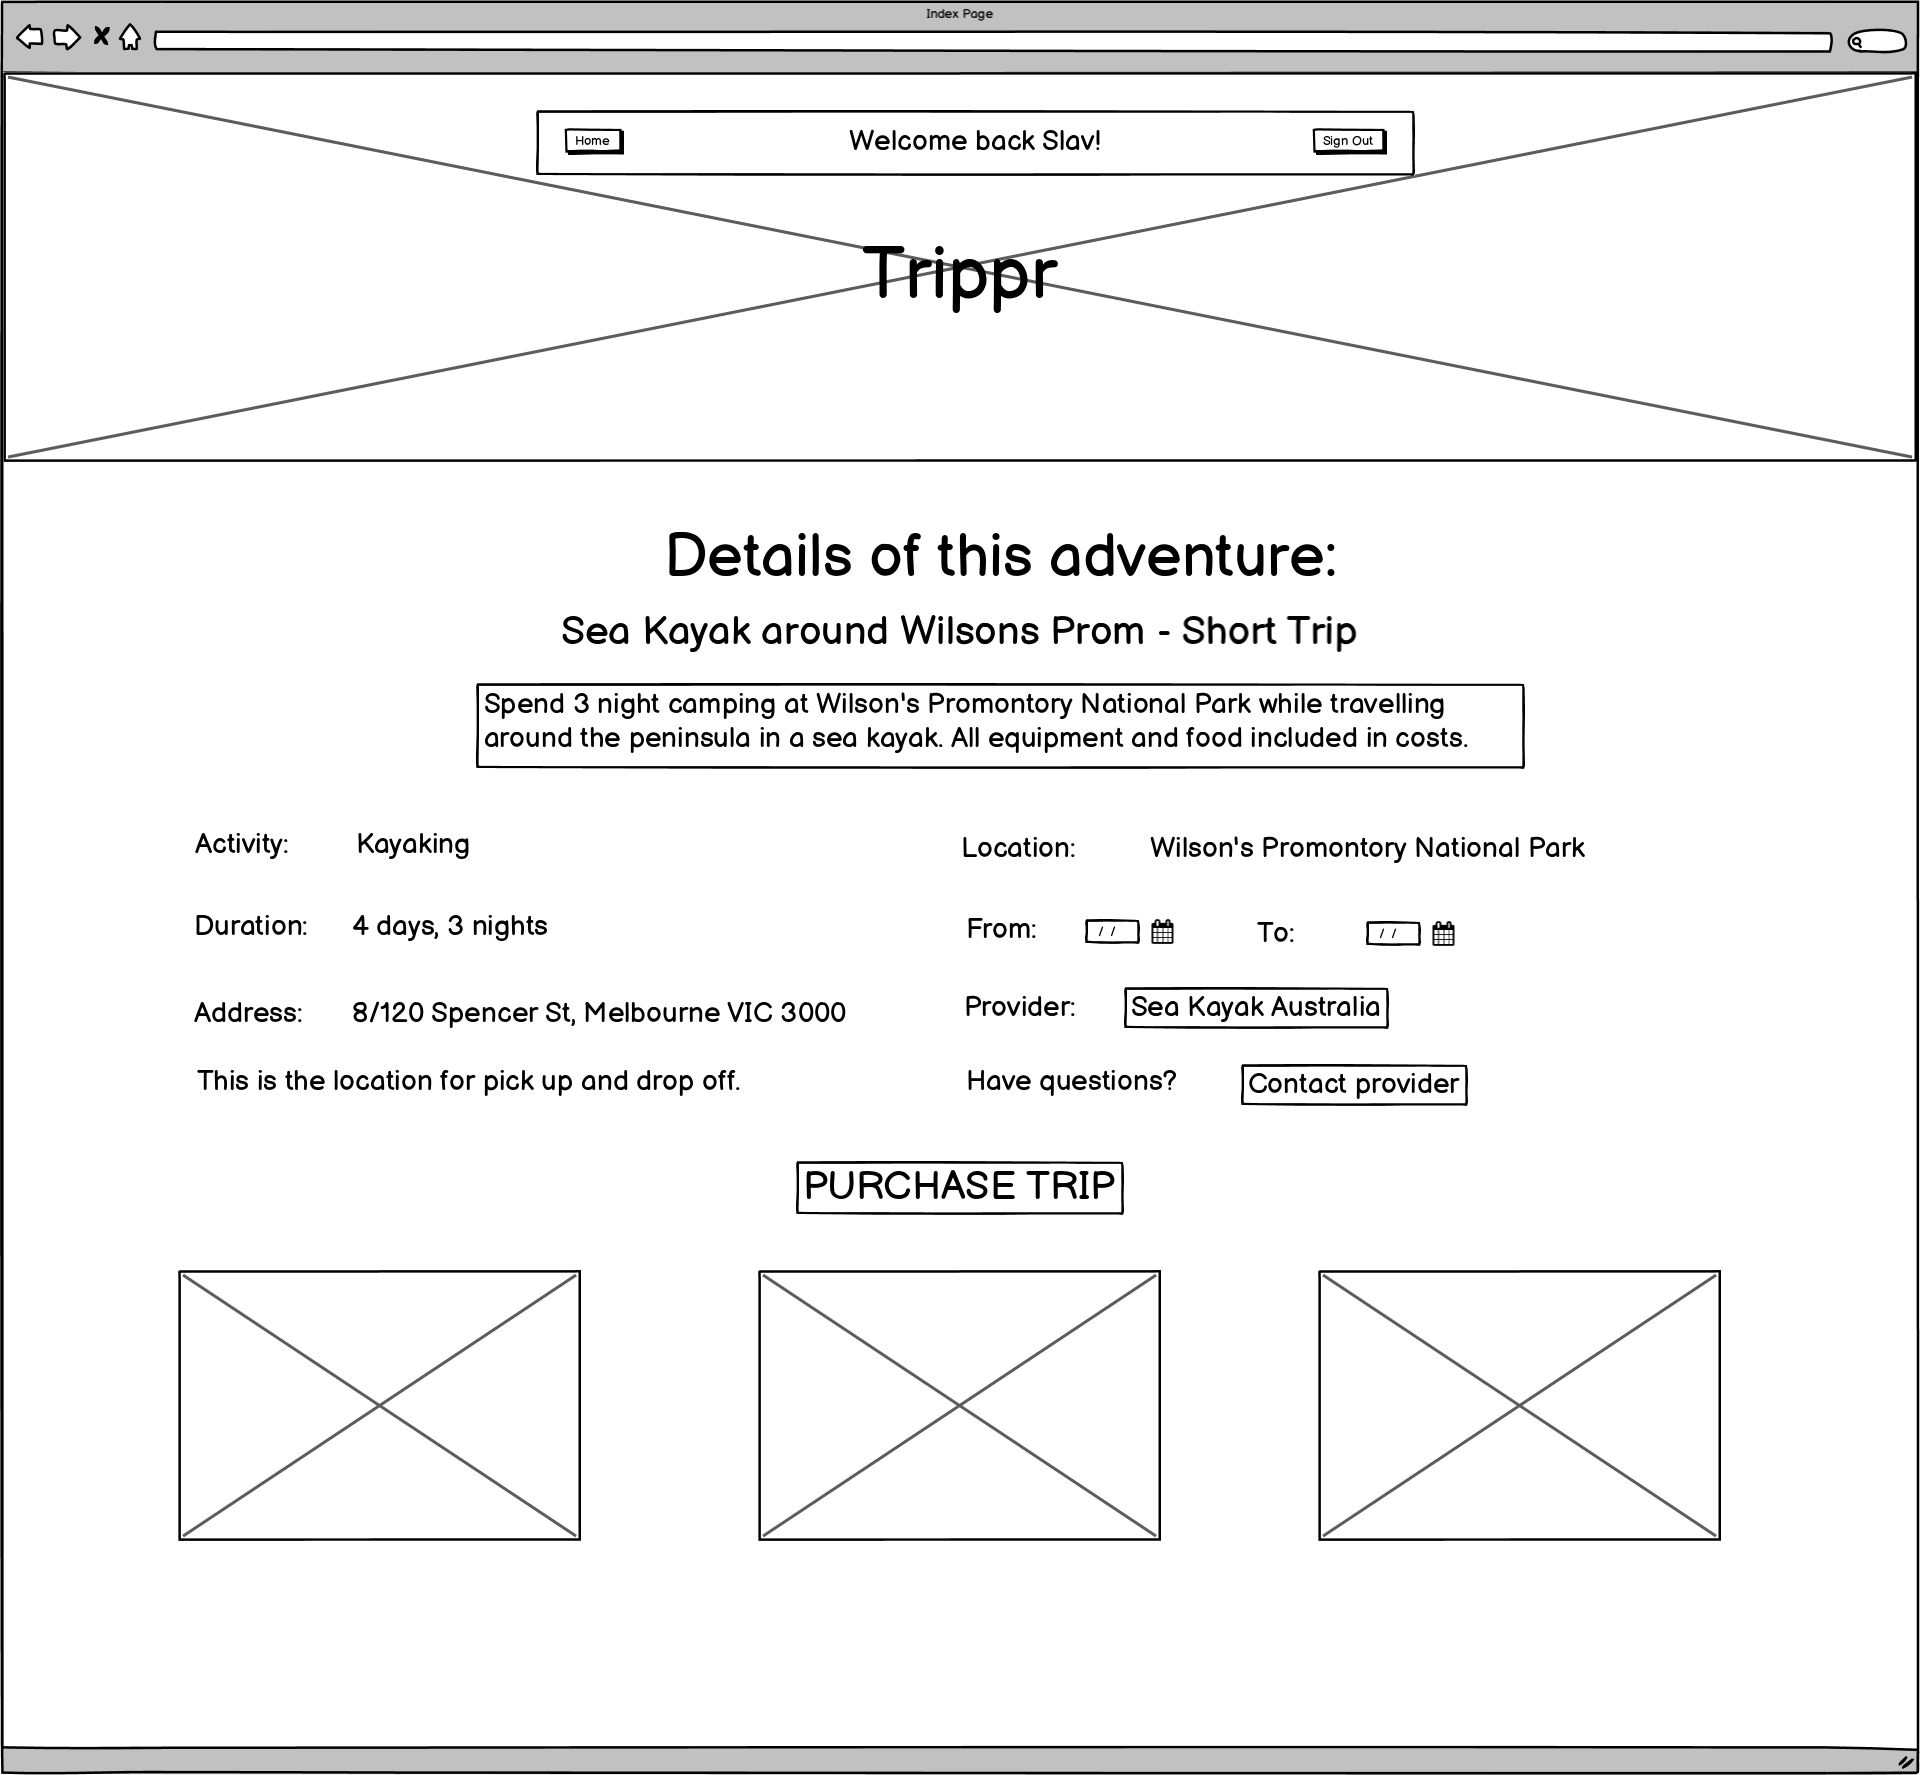 Index Page
Home
Welcome back Slav!
Sign Out
Trippr
Details of this adventure:
Sea Kayak around Wilsons Prom - Short Trip
Spend 3 night camping at Wilson's Promontory National Park while travelling
around the peninsula in a sea kayak. All equipment and food included in costs.
Activity: Kayaking
Location: Wilson's Promontory National Park
Duration: 4 days, 3 nights
From: / / To: / /
Address: 8/120 Spencer St, Melbourne VIC 3000
Provider: Sea Kayak Australia
This is the location for pick up and drop off.
Have questions? Contact provider
PURCHASE TRIP